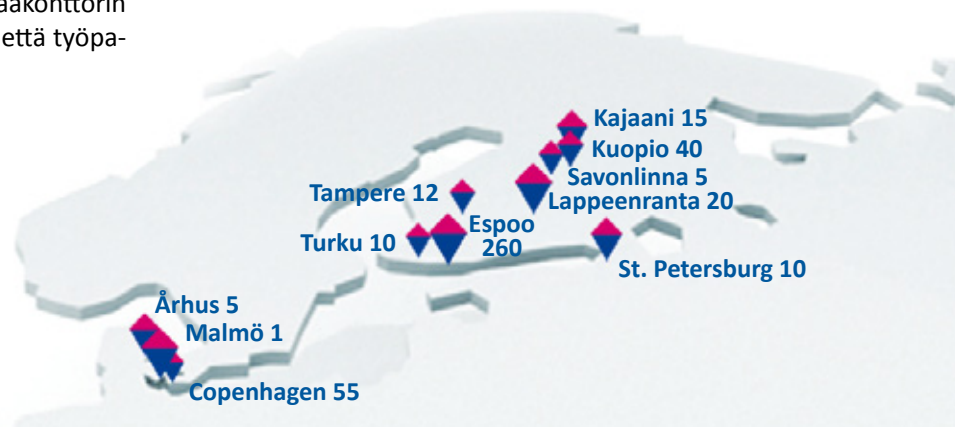 ääkonttorin
että työpa-
Kajaani 15
Kuopio 40
Savonlinna 5
Lappeenranta 20
Tampere 12
Espoo
260
Turku 10
St. Petersburg 10
Århus 5
Malmö 1
Copenhagen 55